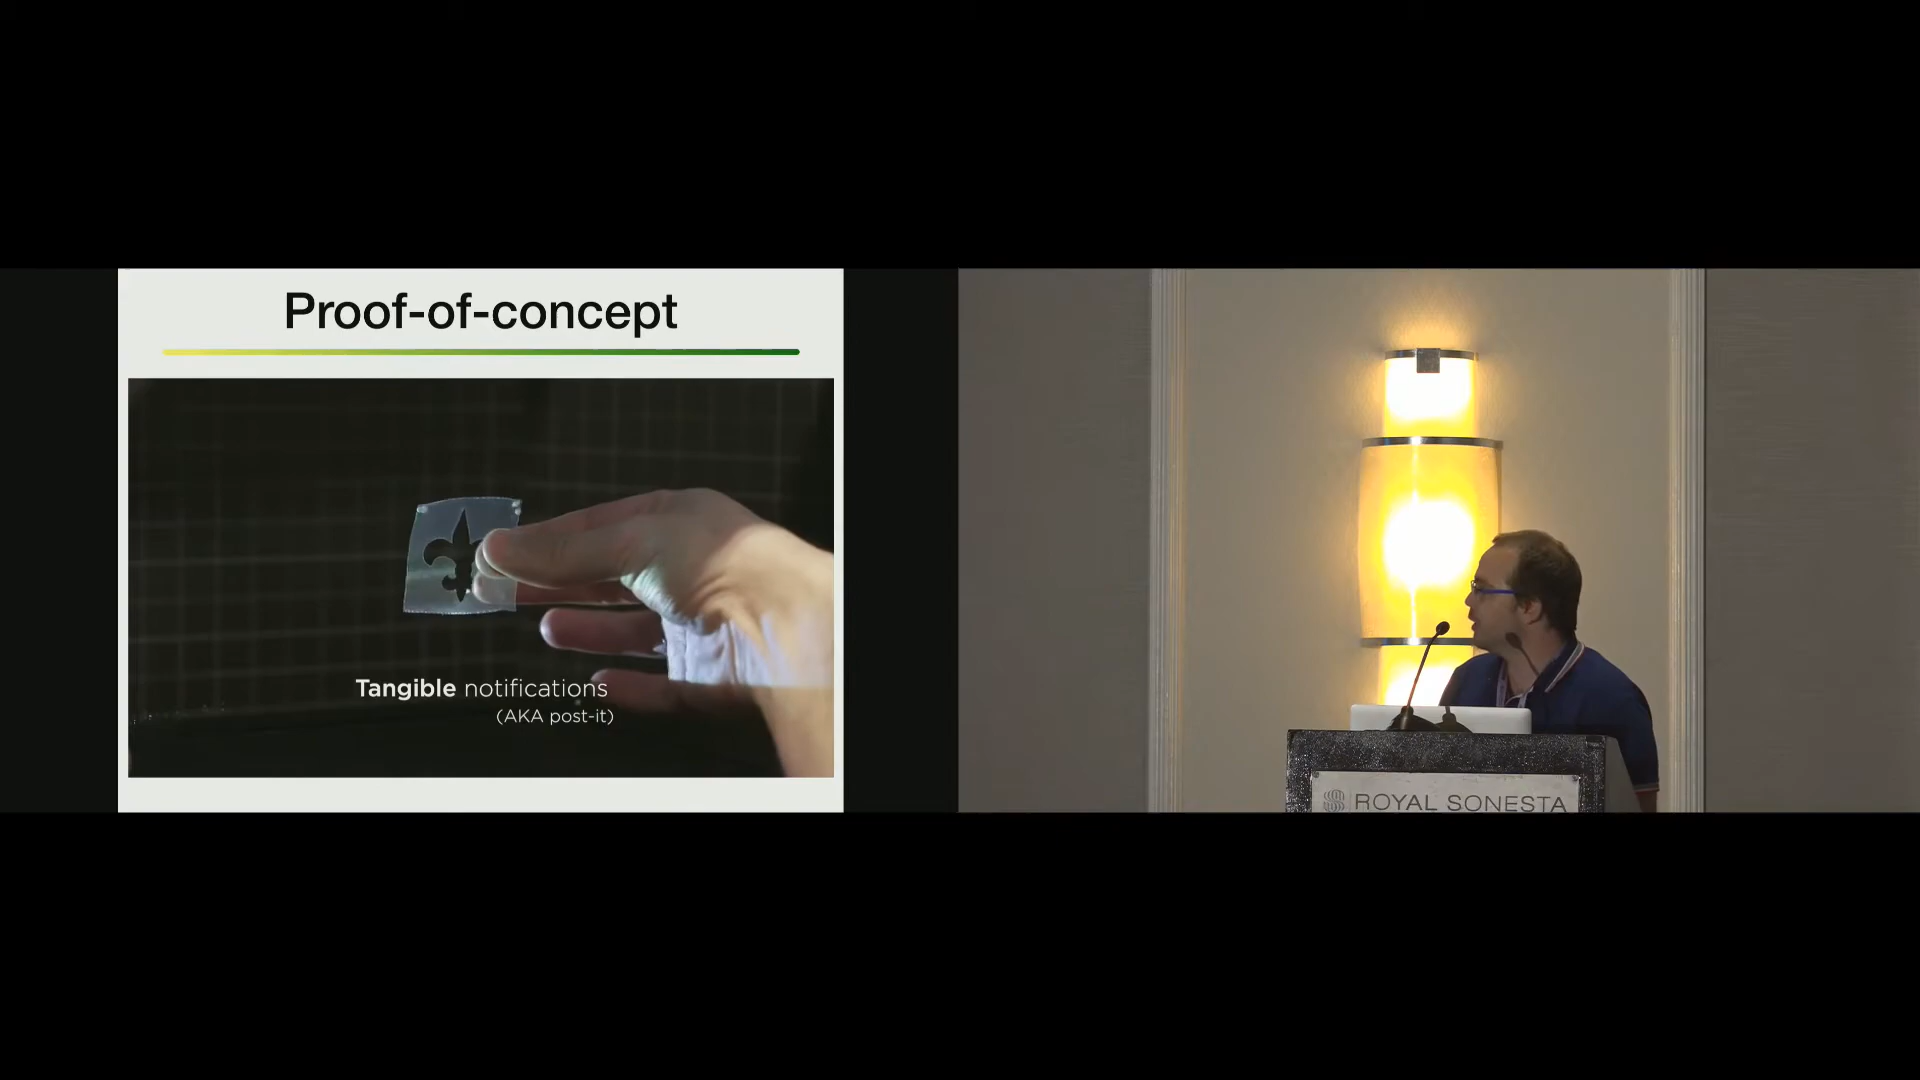 Proof-of-concept
Tangible notifications
(AKA post-it)
ROYAL SONESTA